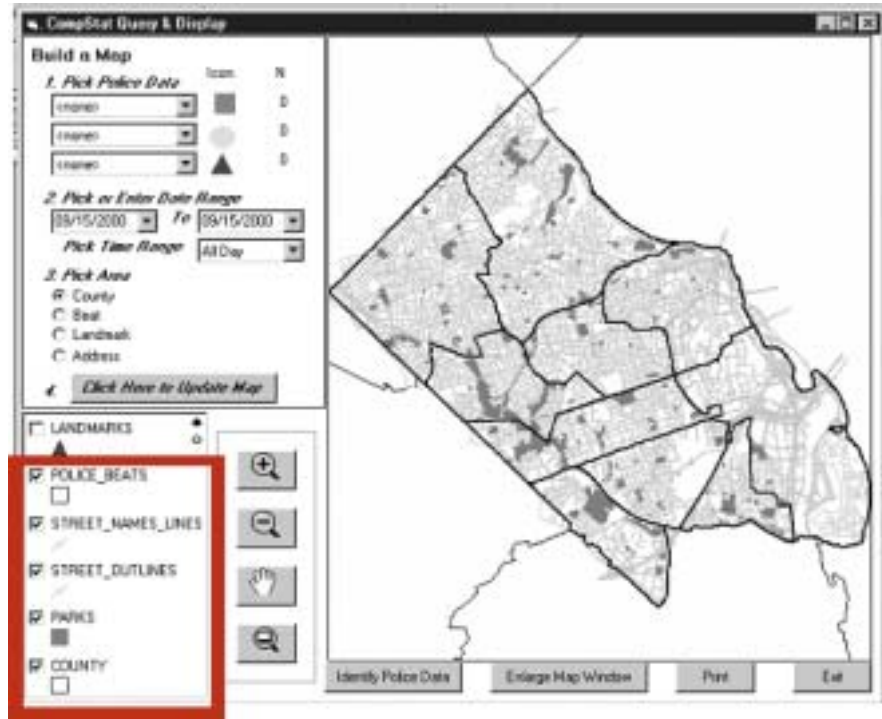 CompStat Query & Display
Build a Map
Icon N
1. Pick Police Data
<none> 0
<none> 0
<none> 0
2. Pick or Enter Date Range
09/15/2000 To 09/15/2000
Pick Time Range All Day
3. Pick Area
County
Beat
Landmark
Address
4. Click Here to Update Map
LANDMARKS
POLICE_BEATS
STREET_NAMES_LINES
STREET_OUTLINES
PARKS
COUNTY
Identify Police Data Enlarge Map Window Print Exit